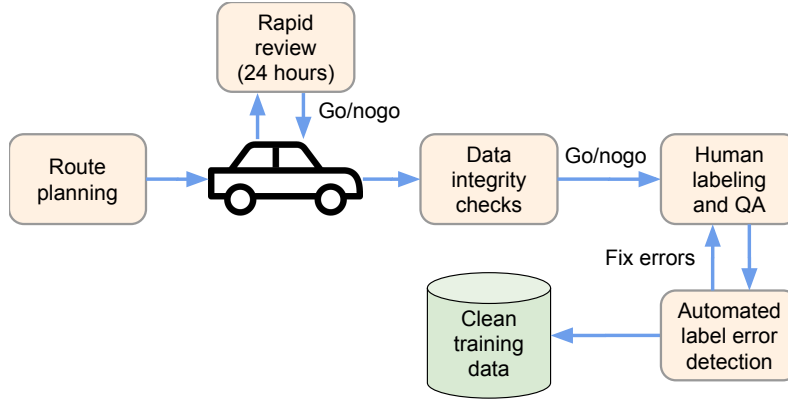 Rapid
review
(24 hours)
Go/nogo
Route
planning
Data
integrity
checks
Go/nogo
Human
labeling
and QA
Fix errors
Clean
training
data
Automated
label error
detection